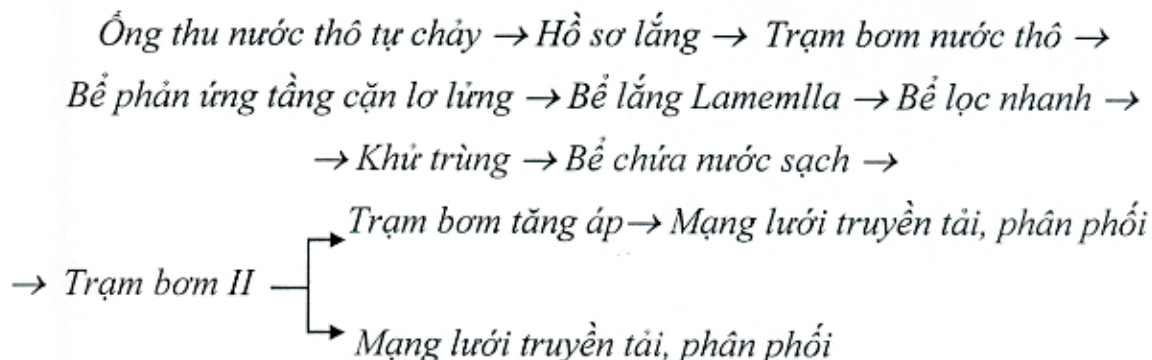 Ống thu nước thô tự chảy → Hồ sơ lắng → Trạm bơm nước thô →
Bể phản ứng tầng cặn lơ lửng → Bể lắng Lamemlla → Bể lọc nhanh →
→ Khử trùng → Bể chứa nước sạch →
Trạm bơm tăng áp → Mạng lưới truyền tải, phân phối
→ Trạm bơm II
Mạng lưới truyền tải, phân phối